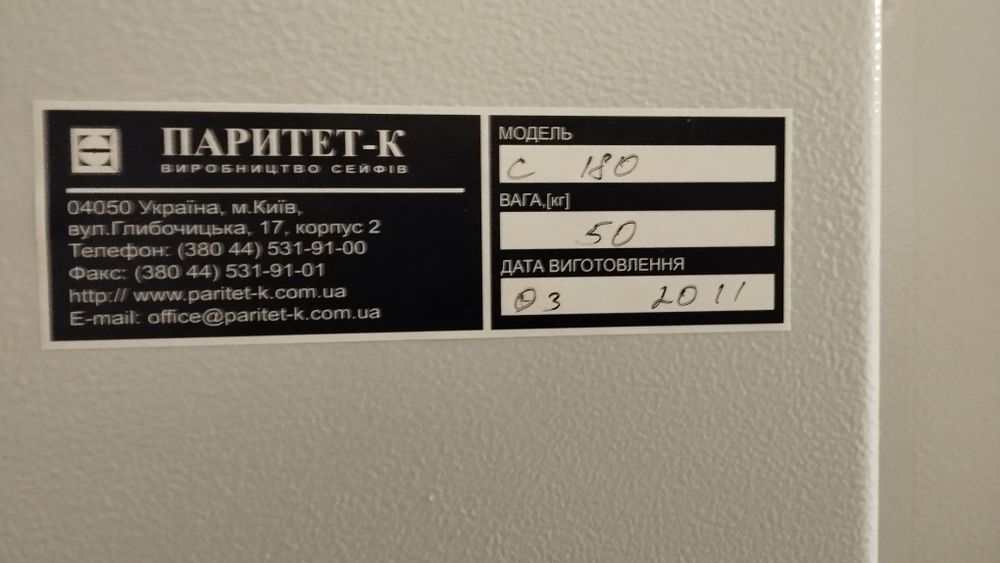 ПАРИТЕТ-К
ВИРОБНИЦТВО СЕЙФІВ
04050 Україна, м.Київ,
вул.Глибочицька, 17, корпус 2
Телефон: (380 44) 531-91-00
Факс: (380 44) 531-91-01
http:// www.paritet-k.com.ua
E-mail: office@paritet-k.com.ua
МОДЕЛЬ
С 180
ВАГА,[кг]
50
ДАТА ВИГОТОВЛЕННЯ
03 2011